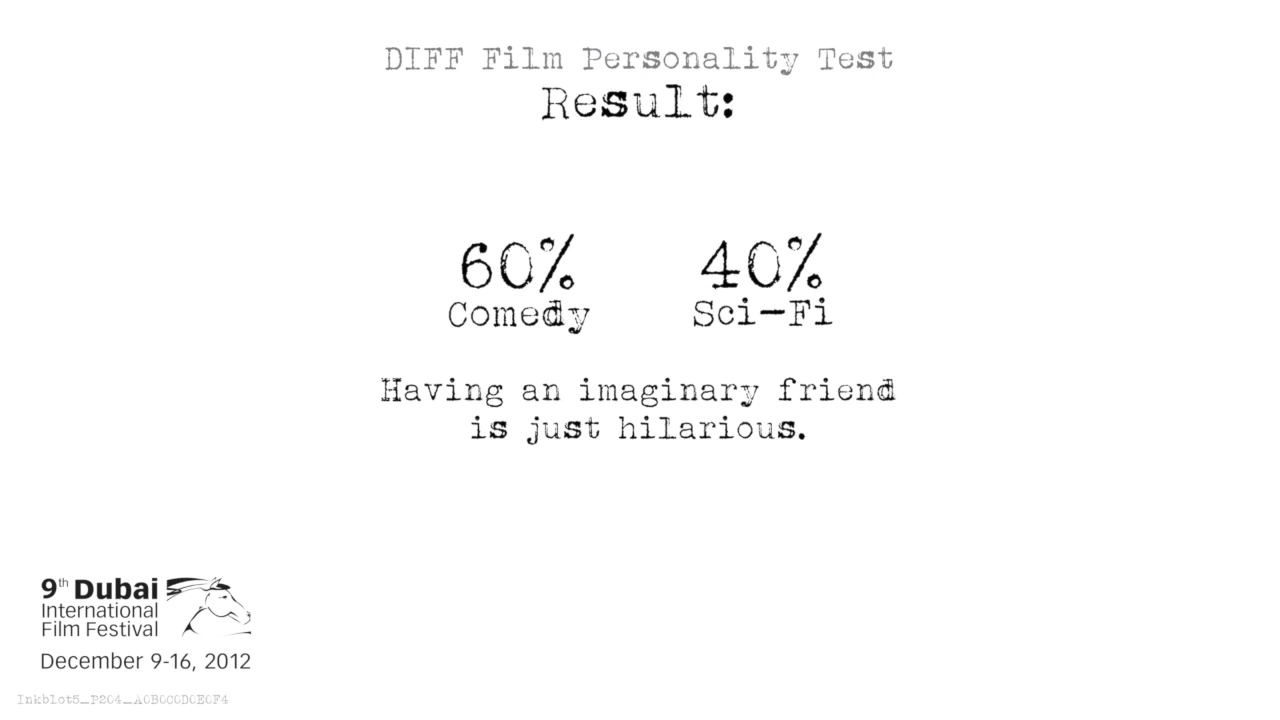 DIFF Film Personality Test
Result:
60% 40%
Comedy Sci-Fi
Having an imaginary friend
is just hilarious.
9th Dubai
International
Film Festival
December 9-16, 2012
Inkblot5_P204_A0B0C0D0E0F4